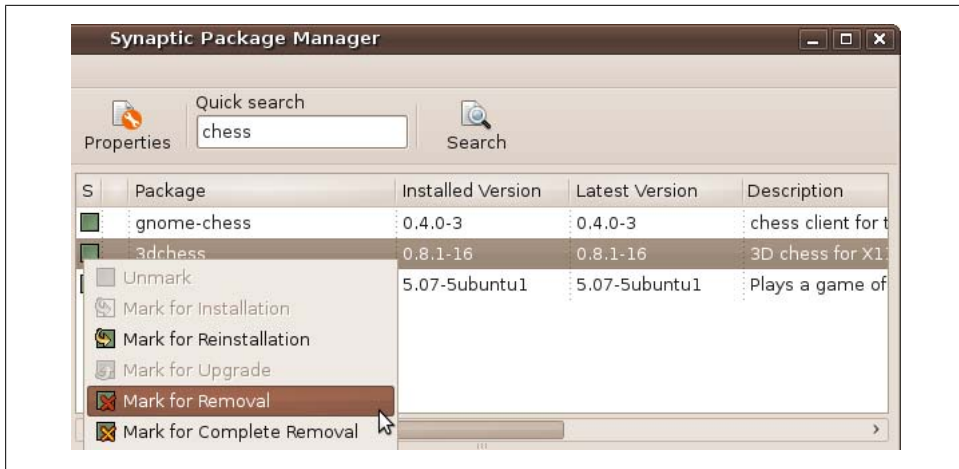 Synaptic Package Manager
Quick search
chess
Properties
Search
S Package Installed Version Latest Version Description
gnome-chess 0.4.0-3 0.4.0-3 chess client for t
3dchess 0.8.1-16 0.8.1-16 3D chess for X11
5.07-5ubuntu1 5.07-5ubuntu1 Plays a game of
Unmark
Mark for Installation
Mark for Reinstallation
Mark for Upgrade
Mark for Removal
Mark for Complete Removal